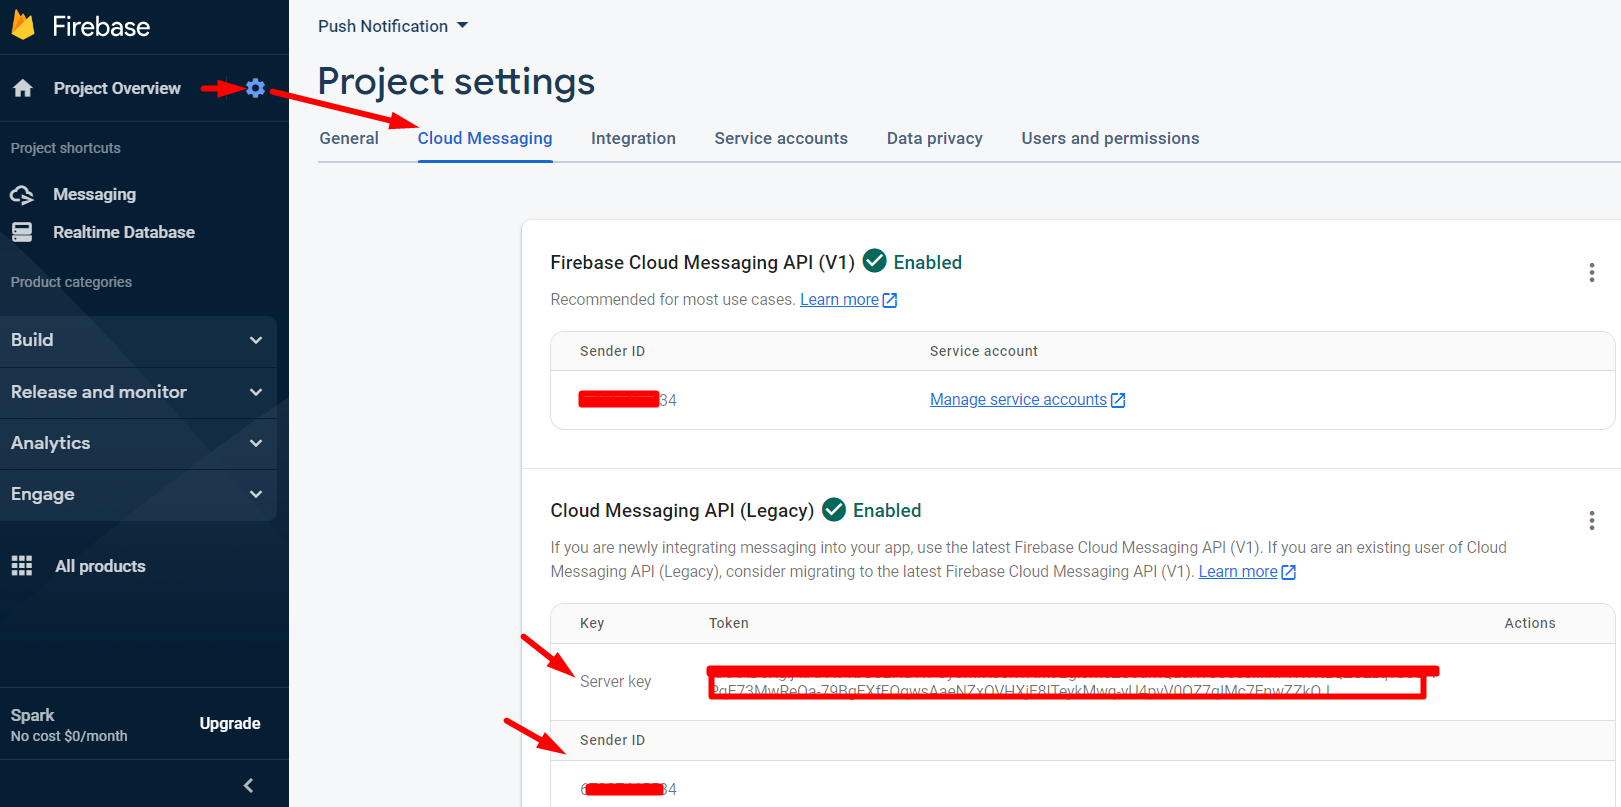 Firebase
Project Overview
Project shortcuts
Messaging
Realtime Database
Product categories
Build
Release and monitor
Analytics
Engage
All products
Spark
No cost $0/month
Upgrade
Push Notification
Project settings
General Cloud Messaging Integration Service accounts Data privacy Users and permissions
Firebase Cloud Messaging API (V1) Enabled
Recommended for most use cases. Learn more
Sender ID Service account
34 Manage service accounts
Cloud Messaging API (Legacy) Enabled
If you are newly integrating messaging into your app, use the latest Firebase Cloud Messaging API (V1). If you are an existing user of Cloud
Messaging API (Legacy), consider migrating to the latest Firebase Cloud Messaging API (V1). Learn more
Key Token Actions
Server key
Sender ID
34